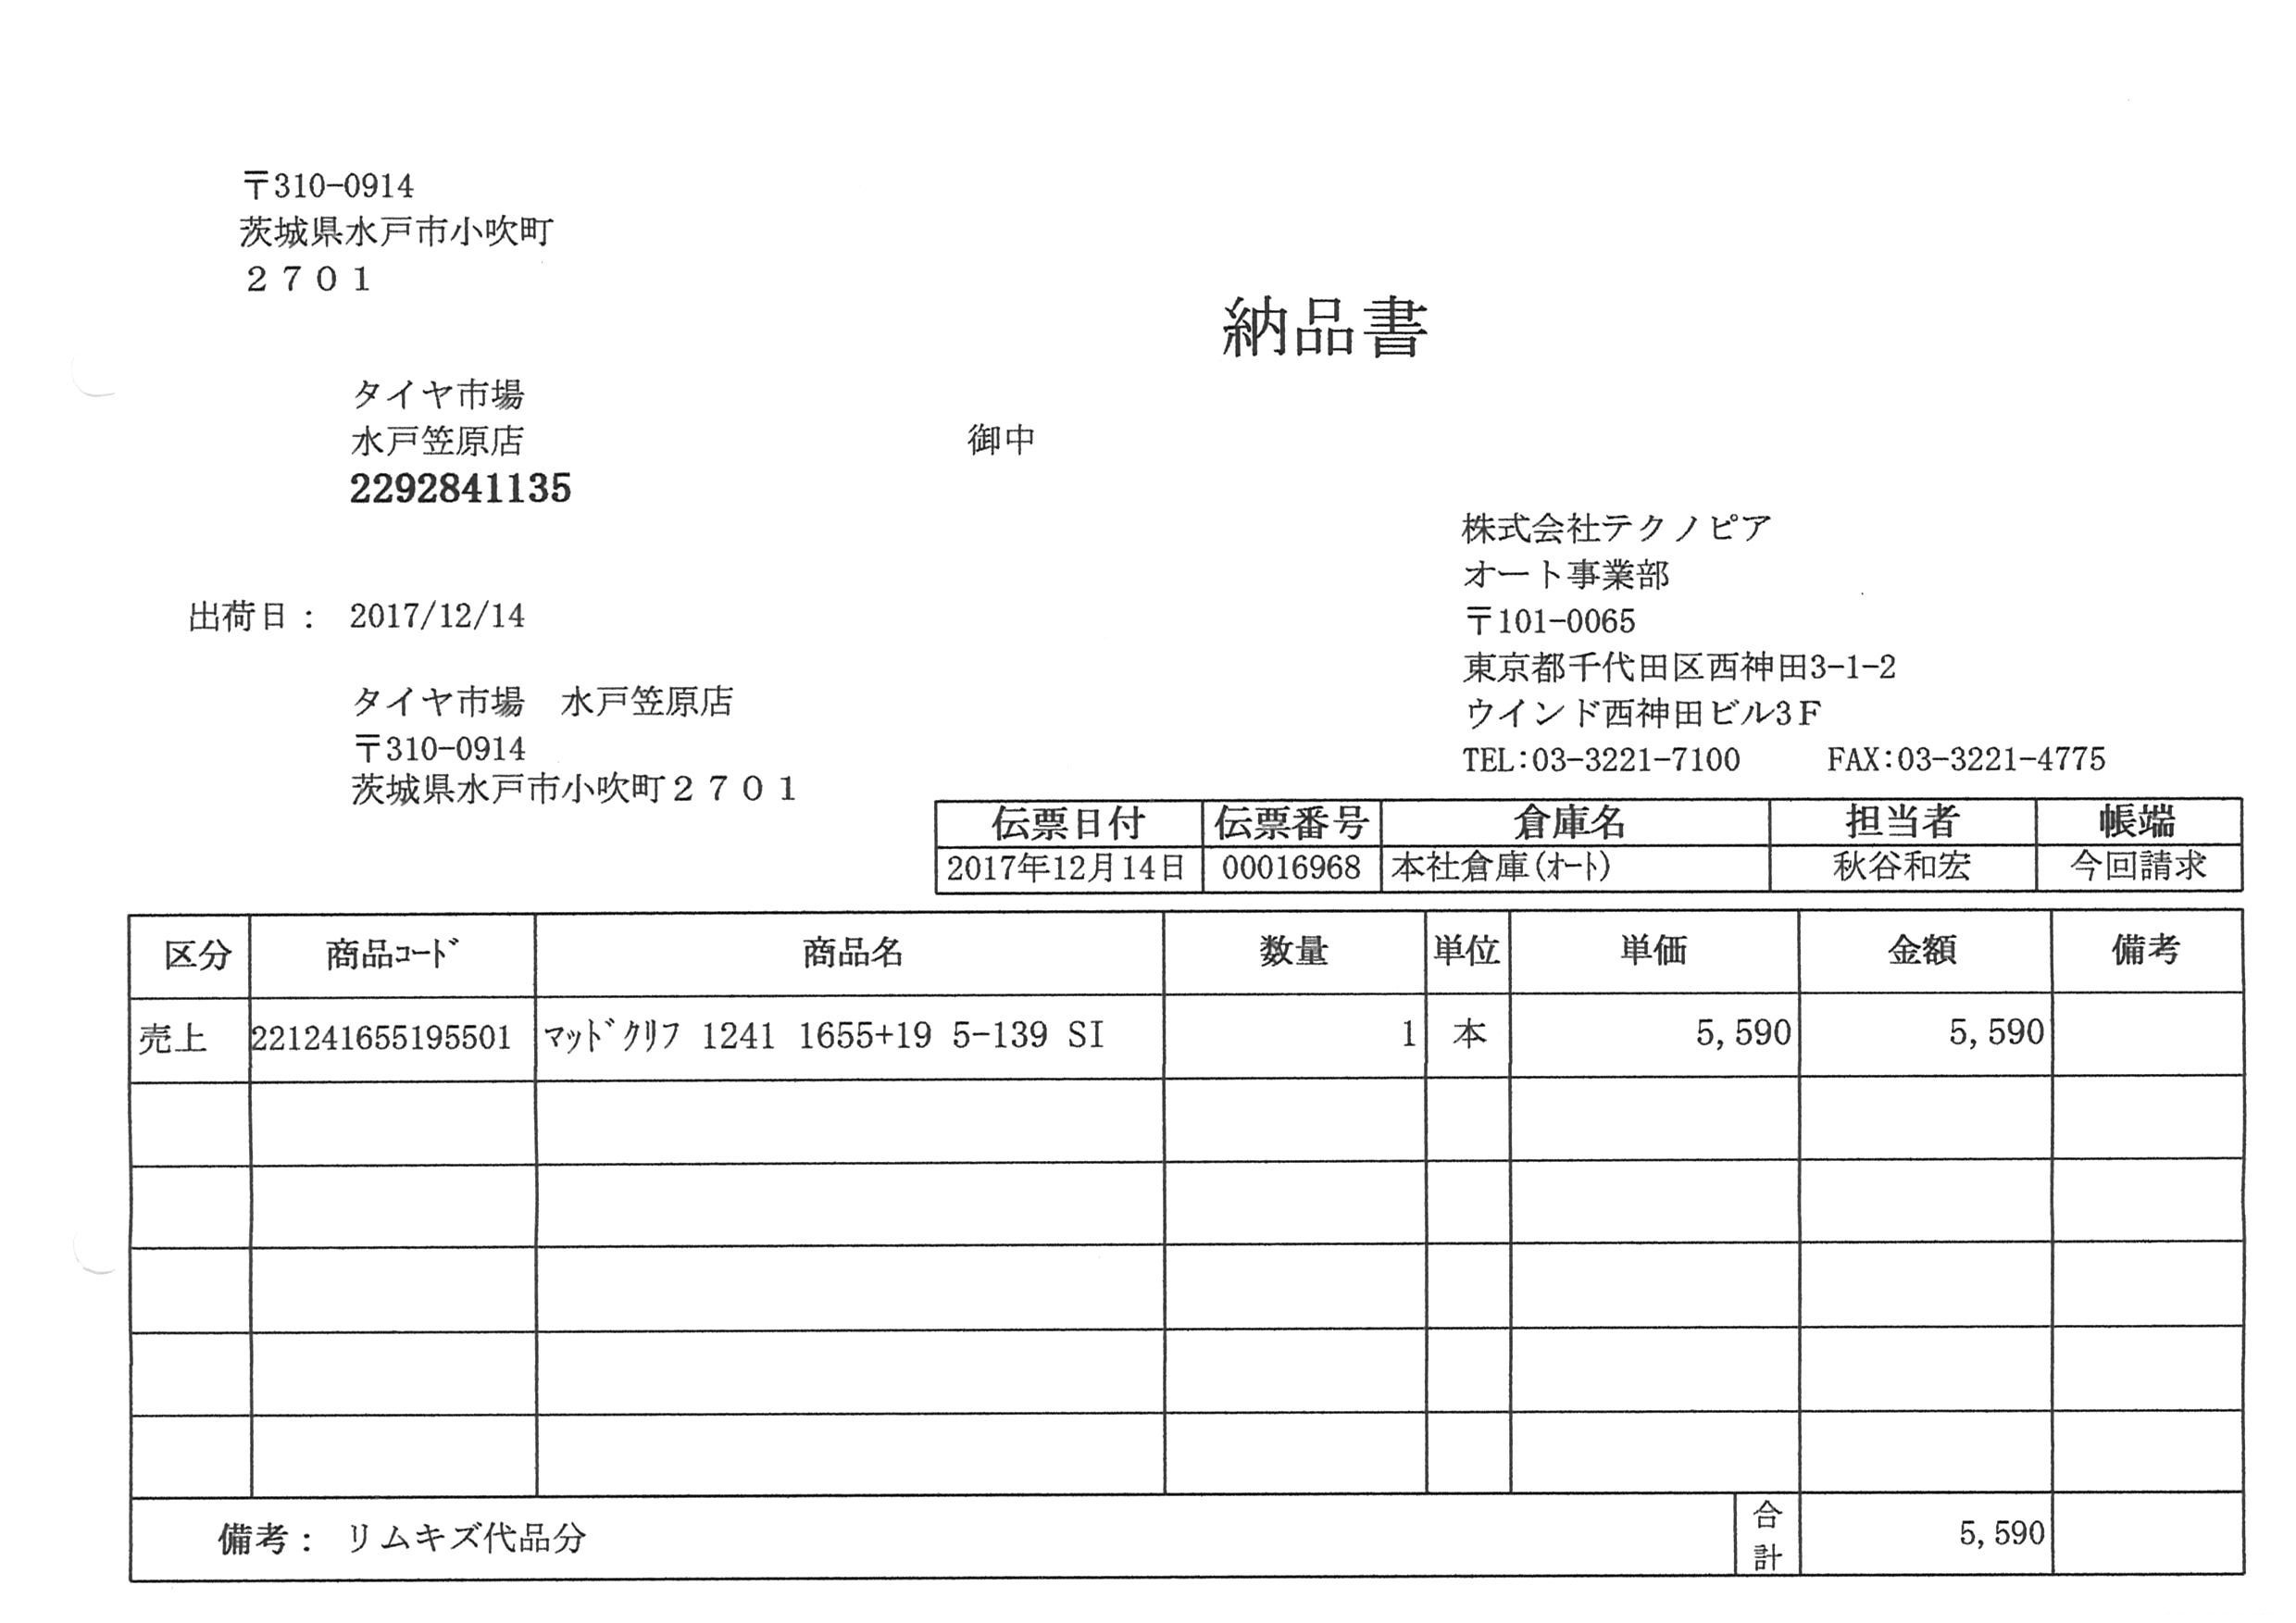 〒310-0914
茨城県水戸市小吹町
２７０１
納品書
タイヤ市場
水戸笠原店 御中
2292841135
株式会社テクノピア
オート事業部
〒101-0065
東京都千代田区西神田3-1-2
ウインド西神田ビル3F
TEL:03-3221-7100 FAX:03-3221-4775
出荷日： 2017/12/14
タイヤ市場　水戸笠原店
〒310-0914
茨城県水戸市小吹町２７０１
伝票日付 伝票番号 倉庫名 担当者 帳端
2017年12月14日 00016968 本社倉庫(ｵｰﾄ) 秋谷和宏 今回請求
区分 商品ｺｰﾄﾞ 商品名 数量 単位 単価 金額 備考
売上 221241655195501 ﾏｯﾄﾞｸﾘﾌ 1241 1655+19 5-139 SI 1 本 5,590 5,590
備考： リムキズ代品分 合計 5,590